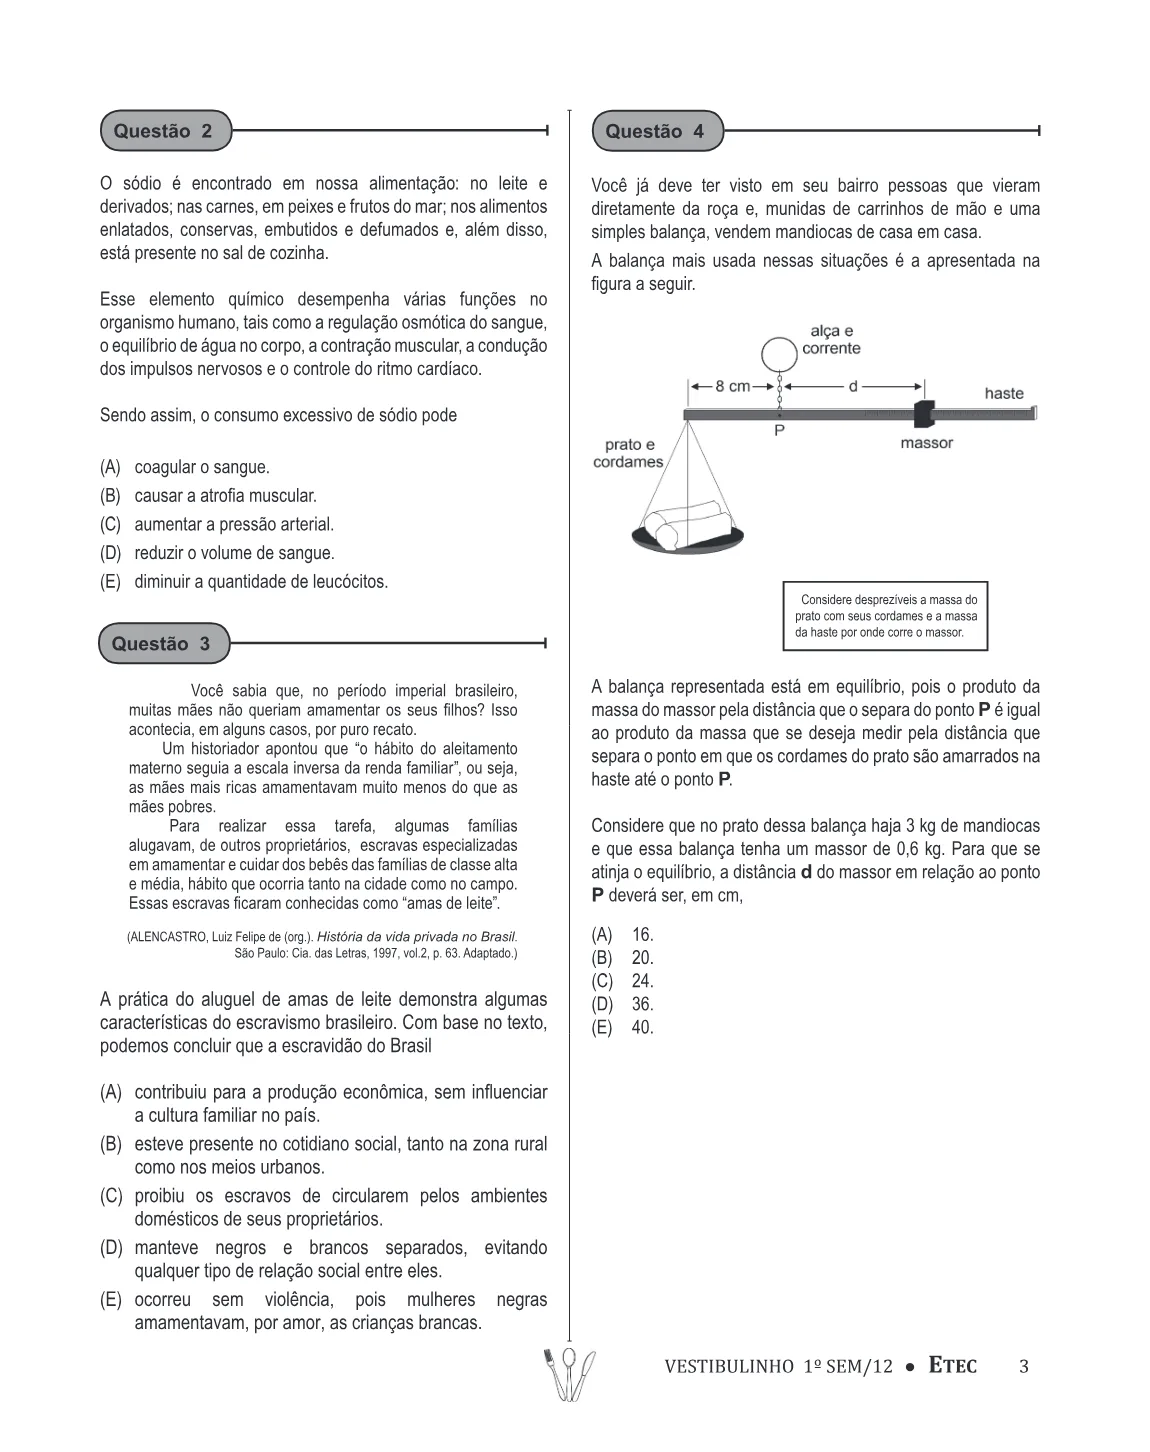 Questão 2
O sódio é encontrado em nossa alimentação: no leite e
derivados; nas carnes, em peixes e frutos do mar; nos alimentos
enlatados, conservas, embutidos e defumados e, além disso,
está presente no sal de cozinha.
Esse elemento químico desempenha várias funções no
organismo humano, tais como a regulação osmótica do sangue,
o equilíbrio de água no corpo, a contração muscular, a condução
dos impulsos nervosos e o controle do ritmo cardíaco.
Sendo assim, o consumo excessivo de sódio pode
(A) coagular o sangue.
(B) causar a atrofia muscular.
(C) aumentar a pressão arterial.
(D) reduzir o volume de sangue.
(E) diminuir a quantidade de leucócitos.
Questão 3
Você sabia que, no período imperial brasileiro,
muitas mães não queriam amamentar os seus filhos? Isso
acontecia, em alguns casos, por puro recato.
Um historiador apontou que “o hábito do aleitamento
materno seguia a escala inversa da renda familiar”, ou seja,
as mães mais ricas amamentavam muito menos do que as
mães pobres.
Para realizar essa tarefa, algumas famílias
alugavam, de outros proprietários, escravas especializadas
em amamentar e cuidar dos bebês das famílias de classe alta
e média, hábito que ocorria tanto na cidade como no campo.
Essas escravas ficaram conhecidas como “amas de leite”.
(ALENCASTRO, Luiz Felipe de (org.). História da vida privada no Brasil.
São Paulo: Cia. das Letras, 1997, vol.2, p. 63. Adaptado.)
A prática do aluguel de amas de leite demonstra algumas
características do escravismo brasileiro. Com base no texto,
podemos concluir que a escravidão do Brasil
(A) contribuiu para a produção econômica, sem influenciar
a cultura familiar no país.
(B) esteve presente no cotidiano social, tanto na zona rural
como nos meios urbanos.
(C) proibiu os escravos de circularem pelos ambientes
domésticos de seus proprietários.
(D) manteve negros e brancos separados, evitando
qualquer tipo de relação social entre eles.
(E) ocorreu sem violência, pois mulheres negras
amamentavam, por amor, as crianças brancas.
Questão 4
Você já deve ter visto em seu bairro pessoas que vieram
diretamente da roça e, munidas de carrinhos de mão e uma
simples balança, vendem mandiocas de casa em casa.
A balança mais usada nessas situações é a apresentada na
figura a seguir.
alça e
corrente
8 cm
d
haste
P
massor
prato e
cordames
Considere desprezíveis a massa do
prato com seus cordames e a massa
da haste por onde corre o massor.
A balança representada está em equilíbrio, pois o produto da
massa do massor pela distância que o separa do ponto P é igual
ao produto da massa que se deseja medir pela distância que
separa o ponto em que os cordames do prato são amarrados na
haste até o ponto P.
Considere que no prato dessa balança haja 3 kg de mandiocas
e que essa balança tenha um massor de 0,6 kg. Para que se
atinja o equilíbrio, a distância d do massor em relação ao ponto
P deverá ser, em cm,
(A) 16.
(B) 20.
(C) 24.
(D) 36.
(E) 40.
VESTIBULINHO 1º SEM/12 • ETEC 3